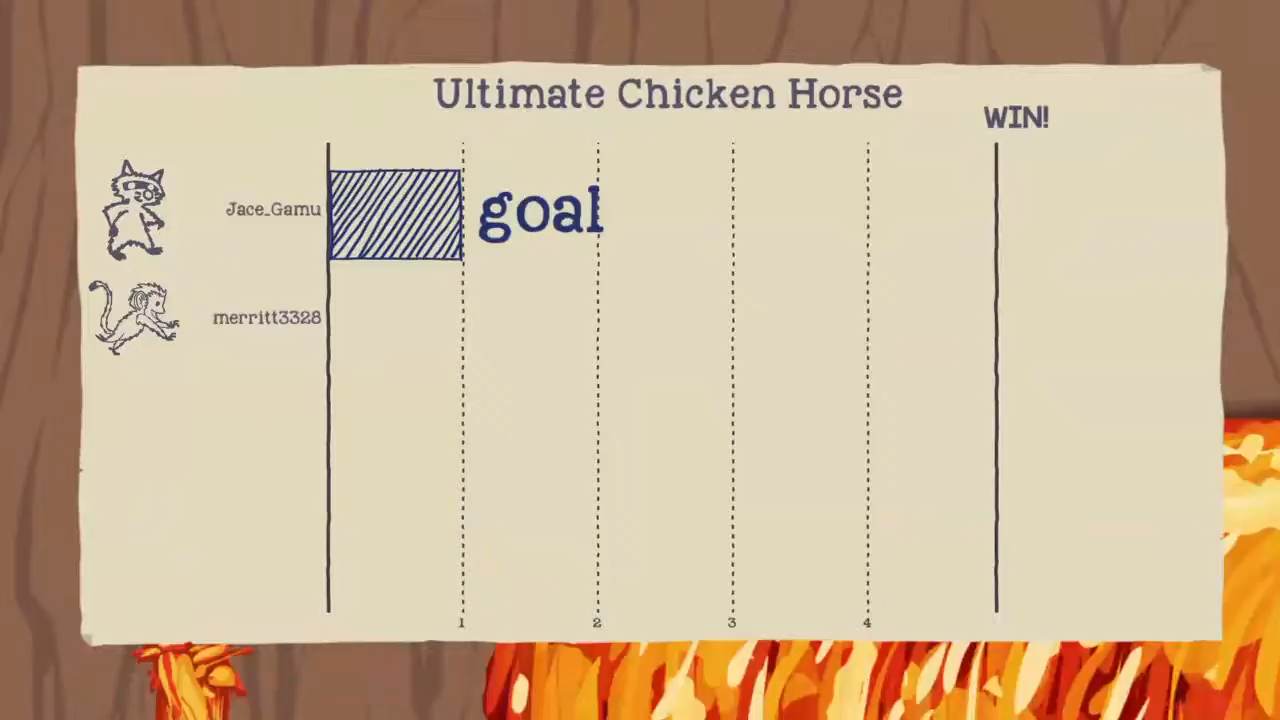 Ultimate Chicken Horse
WIN!
Jace_Gamu
goal
merritt3328
1 2 3 4